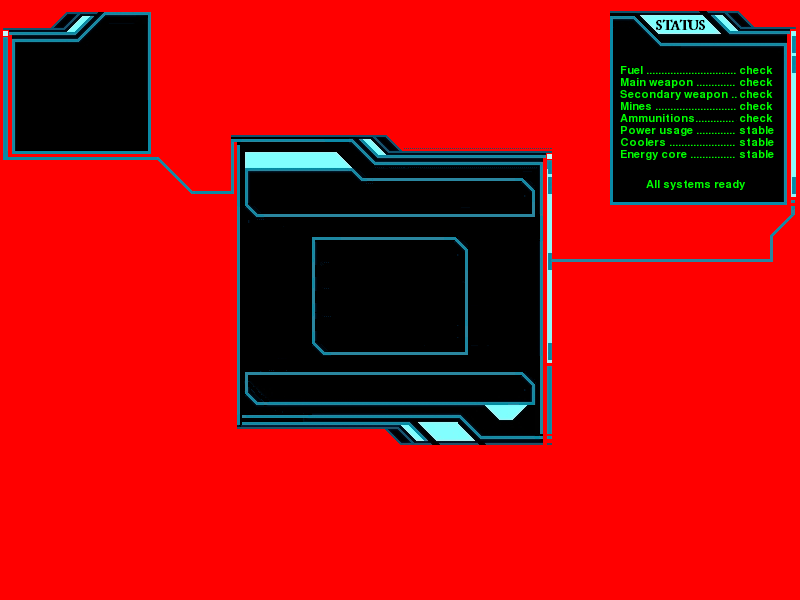 STATUS
Fuel .............................. check
Main weapon ............. check
Secondary weapon .. check
Mines ........................... check
Ammunitions............. check
Power usage ............. stable
Coolers ...................... stable
Energy core ............... stable
All systems ready